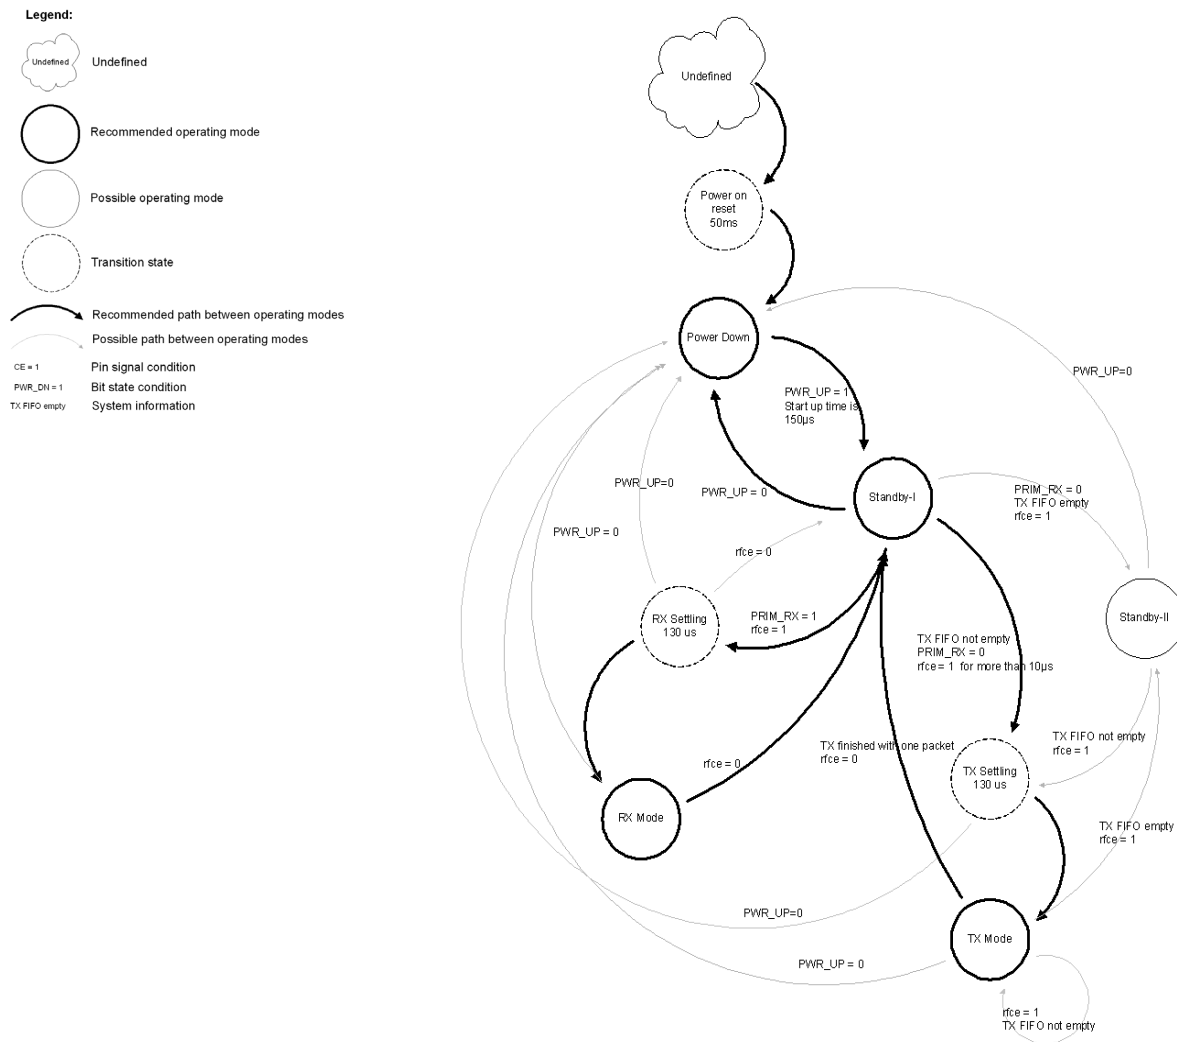 Legend:
Undefined
Undefined
Recommended operating mode
Possible operating mode
Transition state
Recommended path between operating modes
Possible path between operating modes
CE = 1
Pin signal condition
PWR_DN = 1
Bit state condition
TX FIFO empty
System information
Undefined
Power on
reset
50ms
Power Down
PWR_UP=0
PWR_UP = 1
Start up time is
150µs
PWR_UP=0
PWR_UP = 0
Standby-I
PRIM_RX = 0
TX FIFO empty
rfce = 1
PWR_UP = 0
rfce = 0
RX Settling
130 us
PRIM_RX = 1
rfce = 1
Standby-II
TX FIFO not empty
PRIM_RX = 0
rfce = 1 for more than 10µs
TX FIFO not empty
rfce = 1
TX finished with one packet
rfce = 0
rfce = 0
TX Settling
130 us
RX Mode
TX FIFO empty
rfce = 1
PWR_UP=0
TX Mode
PWR_UP = 0
rfce = 1
TX FIFO not empty